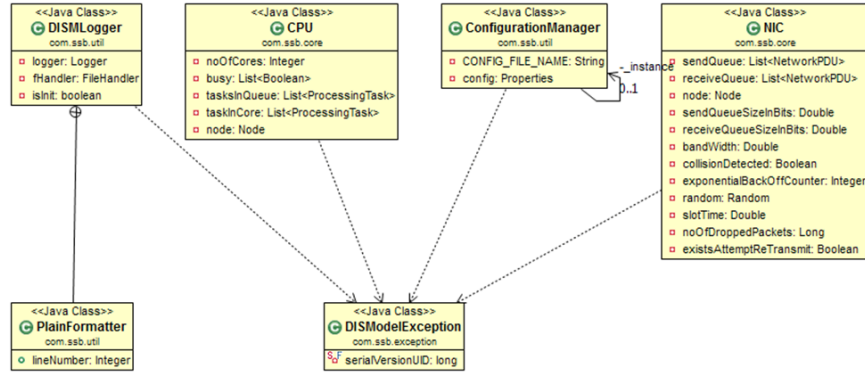 <<Java Class>>
DISMLogger
com.ssb.util
logger: Logger
fHandler: FileHandler
isInit: boolean
<<Java Class>>
CPU
com.ssb.core
noOfCores: Integer
busy: List<Boolean>
tasksInQueue: List<ProcessingTask>
taskInCore: List<ProcessingTask>
node: Node
<<Java Class>>
ConfigurationManager
com.ssb.util
CONFIG_FILE_NAME: String
config: Properties
-_instance
0..1
<<Java Class>>
NIC
com.ssb.core
sendQueue: List<NetworkPDU>
receiveQueue: List<NetworkPDU>
node: Node
sendQueueSizeInBits: Double
receiveQueueSizeInBits: Double
bandWidth: Double
collisionDetected: Boolean
exponentialBackOffCounter: Integer
random: Random
slotTime: Double
noOfDroppedPackets: Long
existsAttemptReTransmit: Boolean
<<Java Class>>
PlainFormatter
com.ssb.util
lineNumber: Integer
<<Java Class>>
DISModelException
com.ssb.exception
serialVersionUID: long